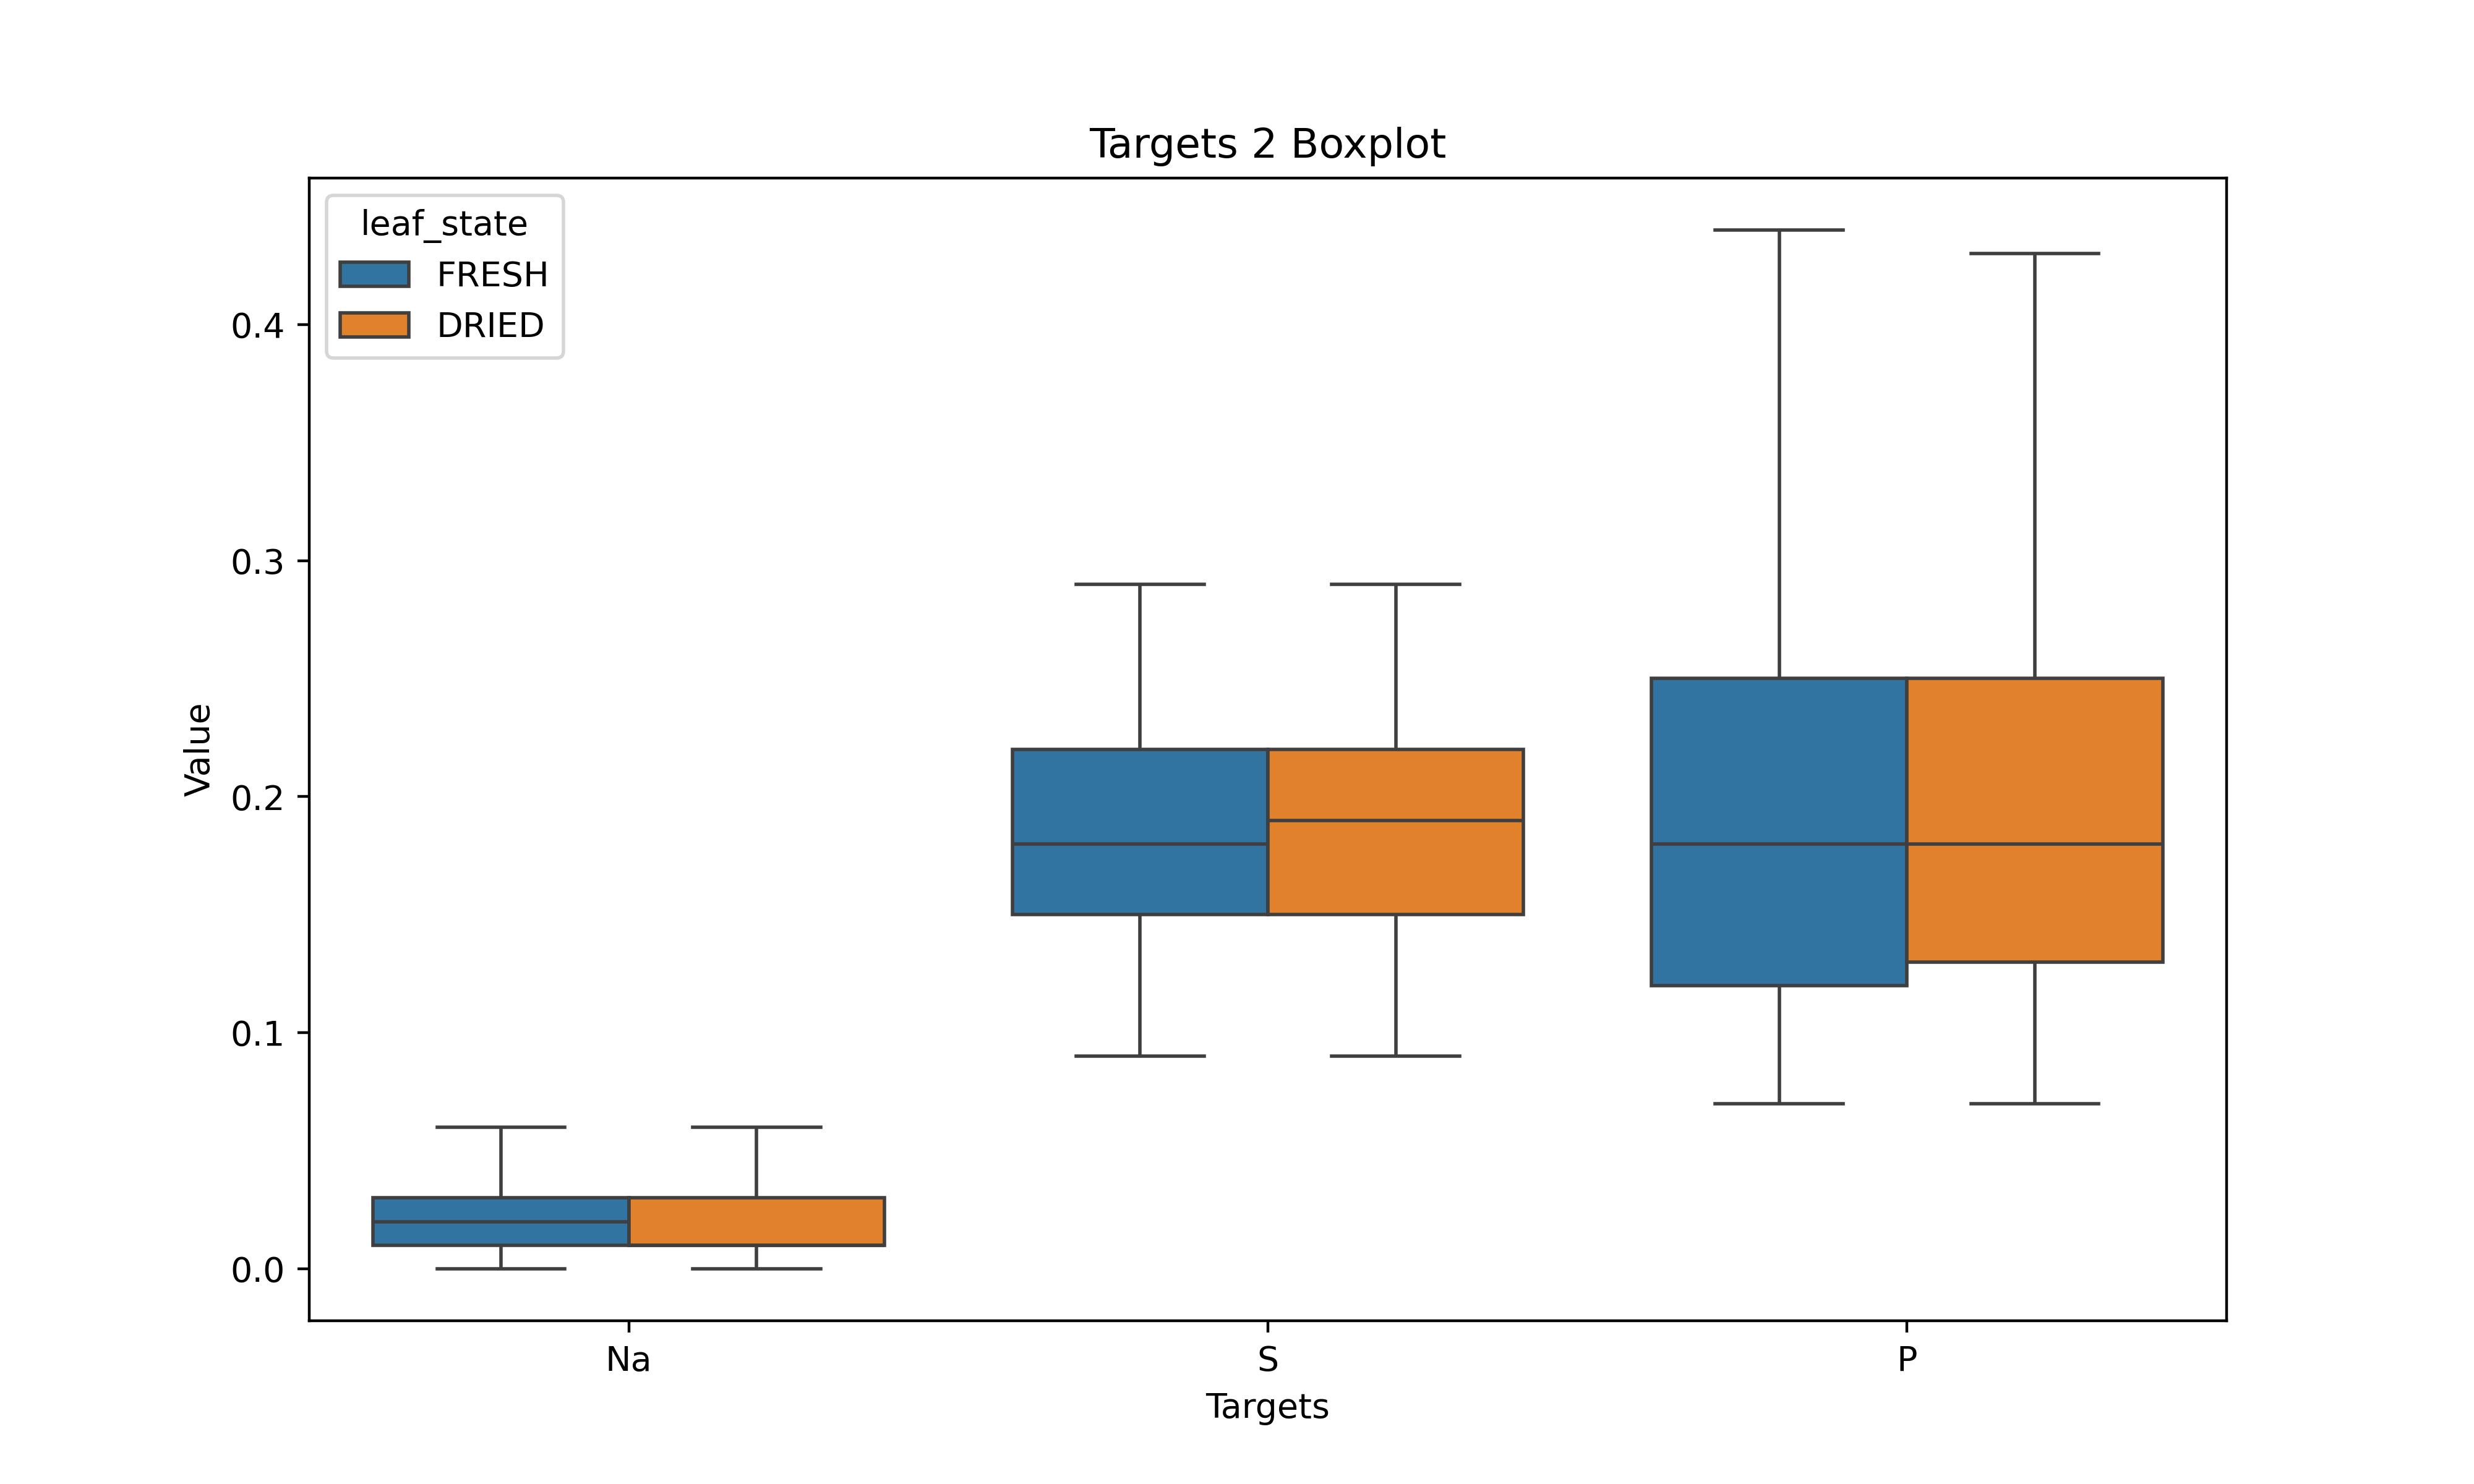 Targets 2 Boxplot
leaf_state
FRESH
DRIED
0.4
0.3
0.2
0.1
0.0
Value
Na S P
Targets